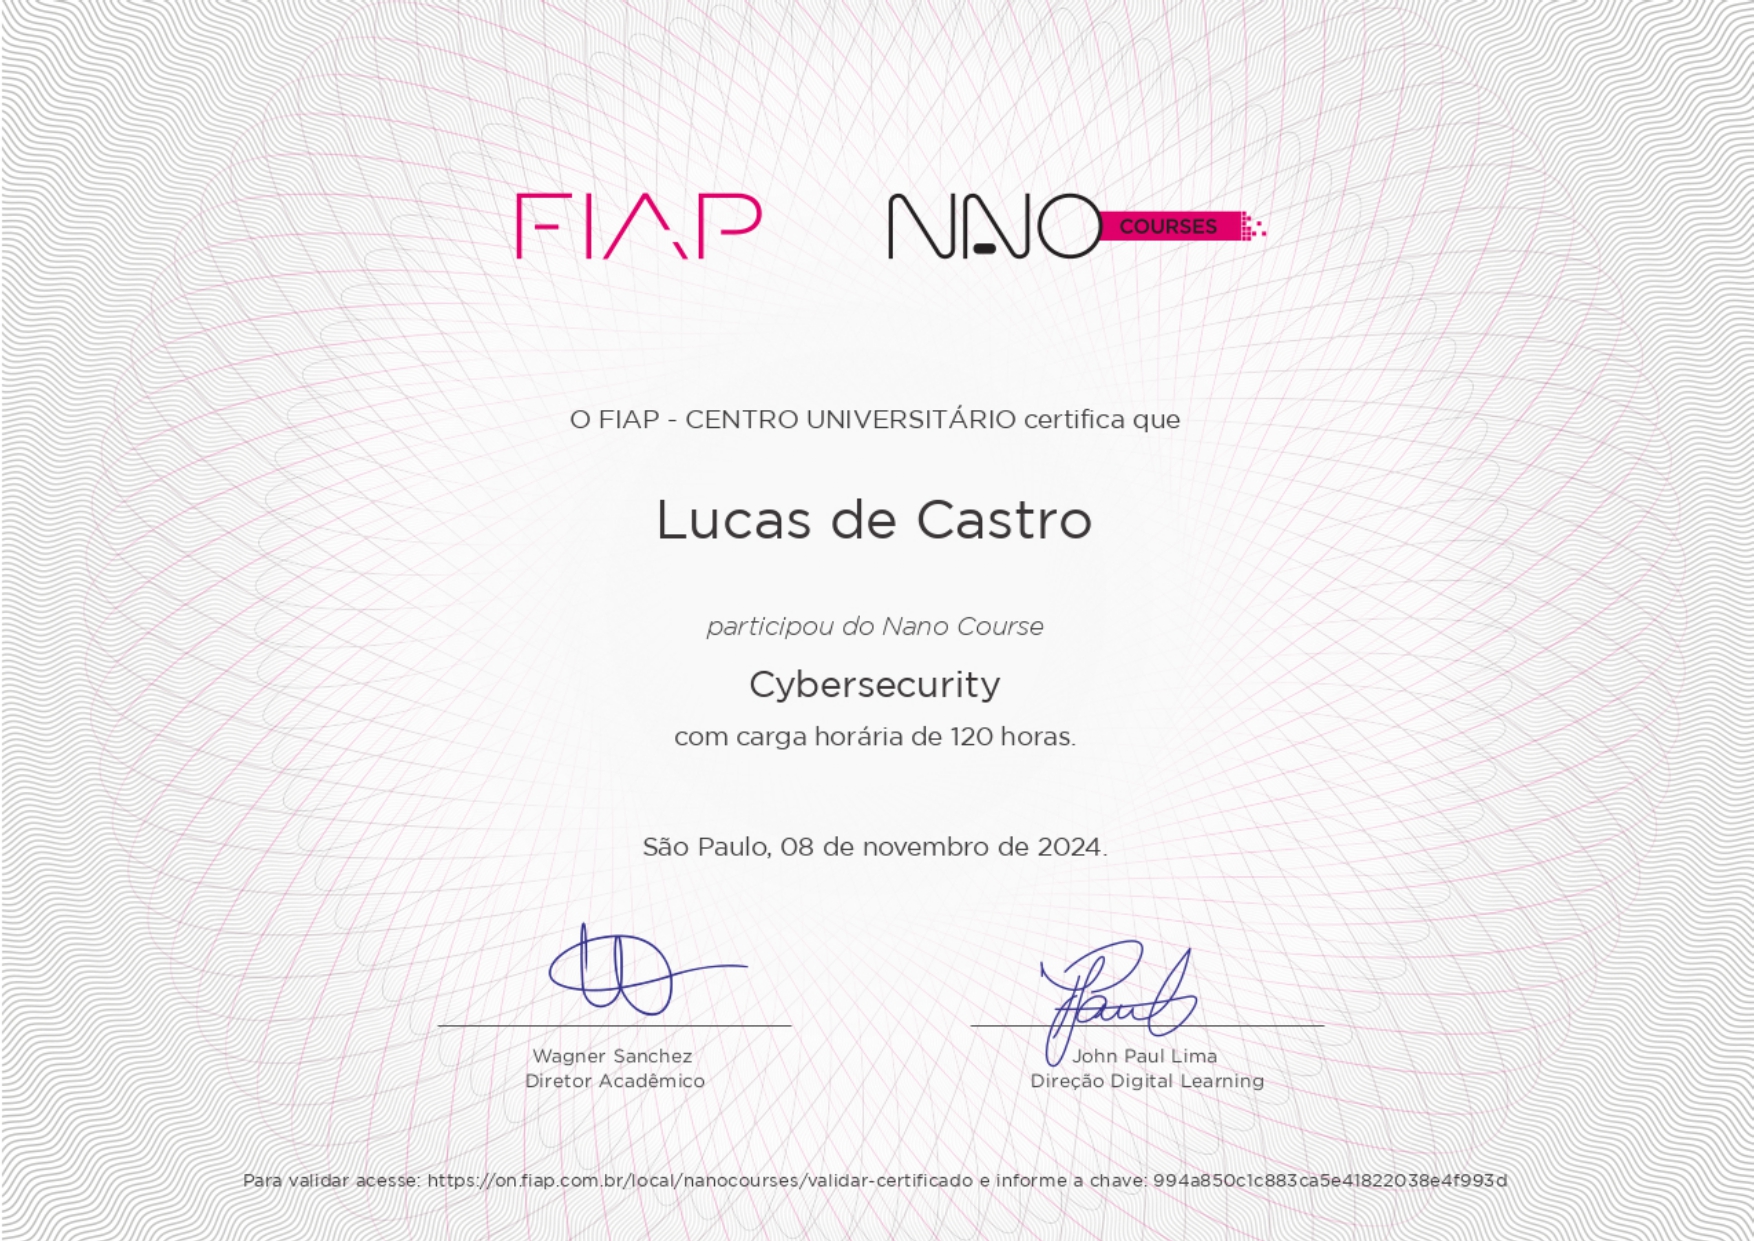 FIAP NANO COURSES
O FIAP - CENTRO UNIVERSITÁRIO certifica que
Lucas de Castro
participou do Nano Course
Cybersecurity
com carga horária de 120 horas.
São Paulo, 08 de novembro de 2024.
Wagner Sanchez
Diretor Acadêmico
John Paul Lima
Direção Digital Learning
Para validar acesse: https://on.fiap.com.br/local/nanocourses/validar-certificado e informe a chave: 994a850c1c883ca5e41822038e4f993d